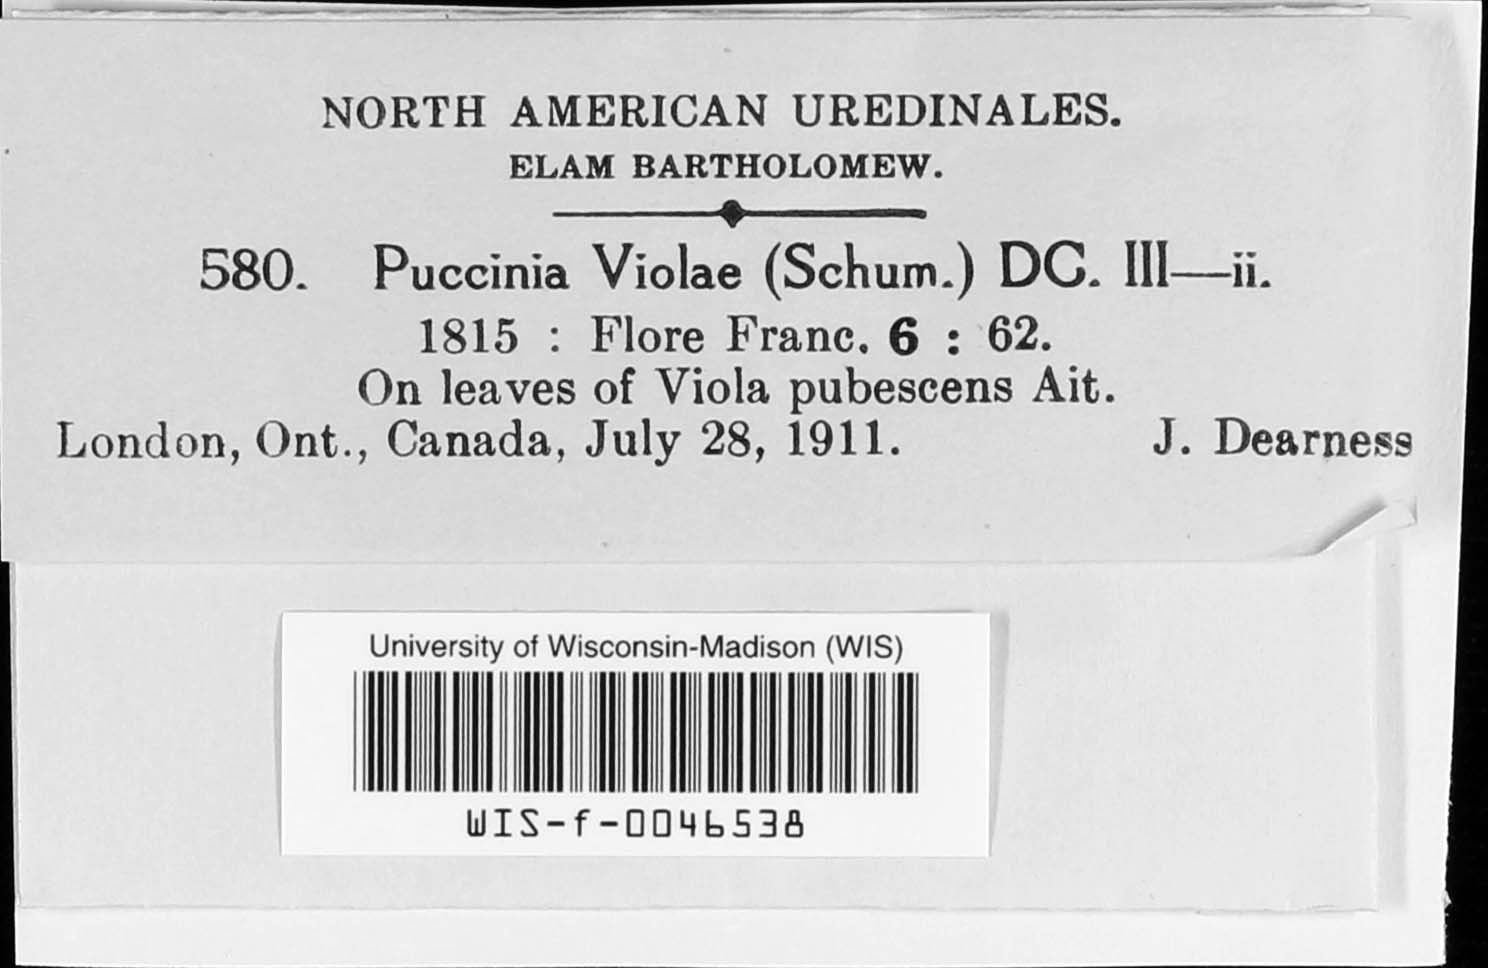 NORTH AMERICAN UREDINALES.
ELAM BARTHOLOMEW.
580. Puccinia Violae (Schum.) DC. III—ii.
1815 : Flore Franc. 6 : 62.
On leaves of Viola pubescens Ait.
London, Ont., Canada, July 28, 1911. J. Dearness
University of Wisconsin-Madison (WIS)
WIS-f-0046538